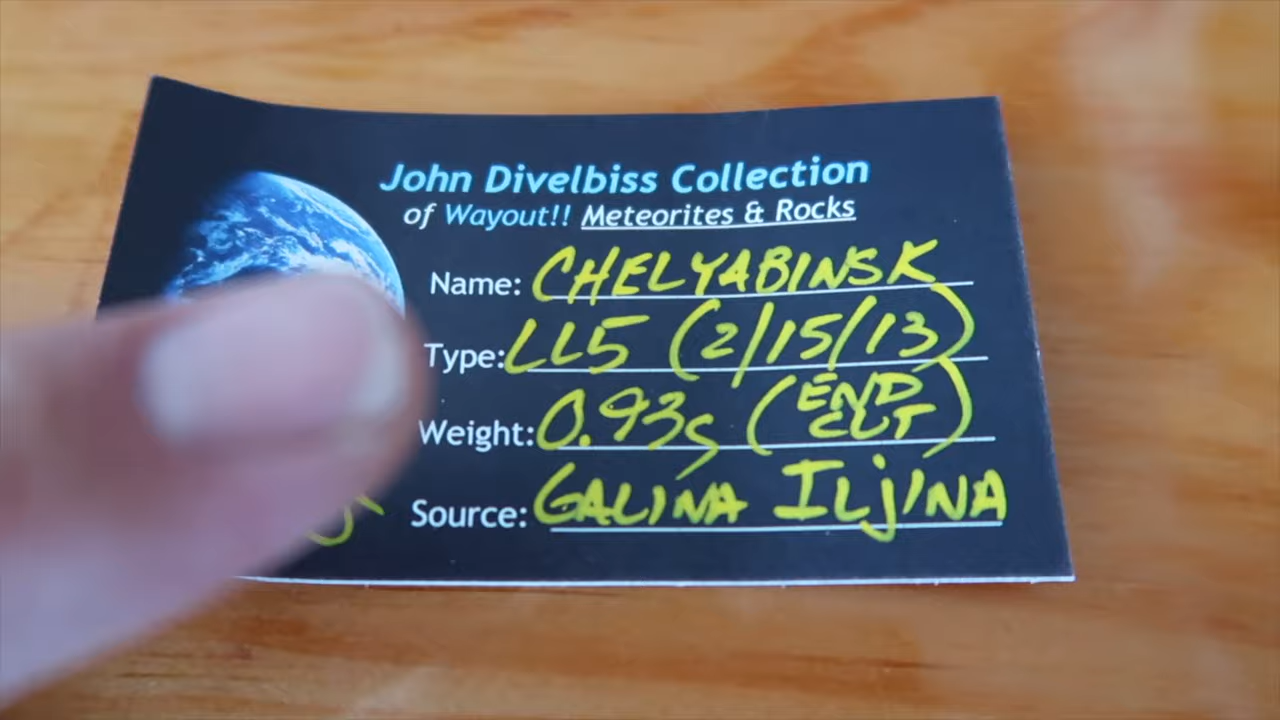 John Divelbiss Collection
of Wayout!! Meteorites & Rocks
Name: CHELYABINSK
Type: LL5 (2/15/13)
Weight: 0.93g (END CUT)
Source: GALINA ILjINA